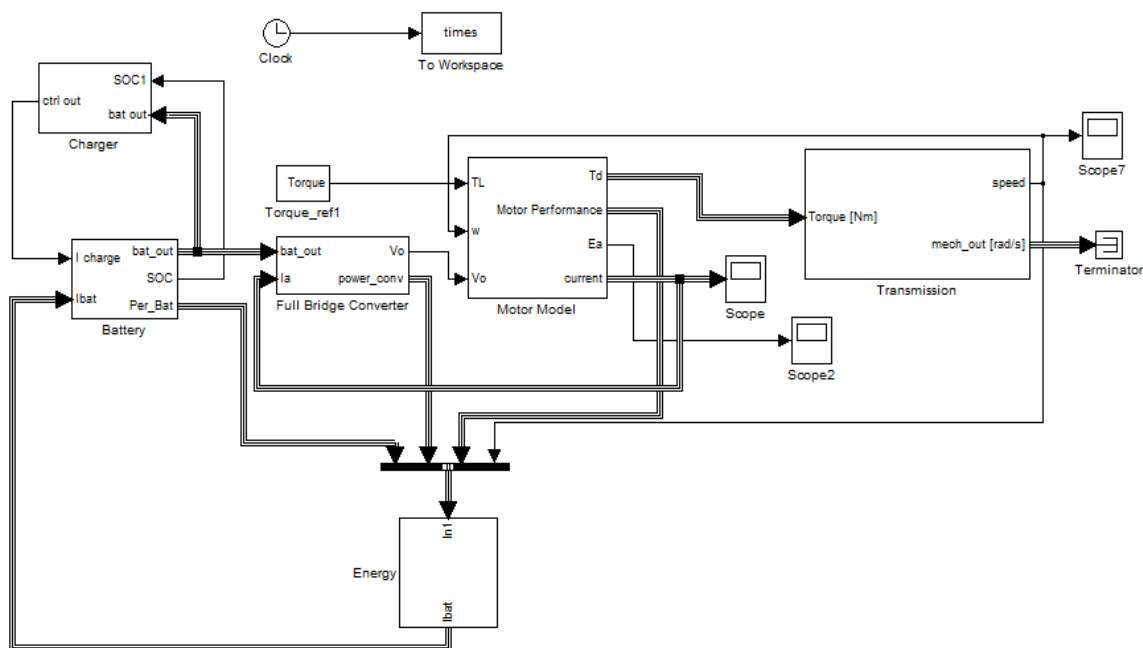 times
Clock
To Workspace
SOC1
ctrl out
bat out
Charger
Torque
Torque_ref1
TL
w
Vo
Td
Motor Performance
Ea
current
Motor Model
speed
Torque [Nm]
mech_out [rad/s]
Transmission
Scope7
Terminator
I charge
Ibat
bat_out
SOC
Per_Bat
Battery
bat_out
Ia
Vo
power_conv
Full Bridge Converter
Scope
Scope2
In1
Energy
Ibat